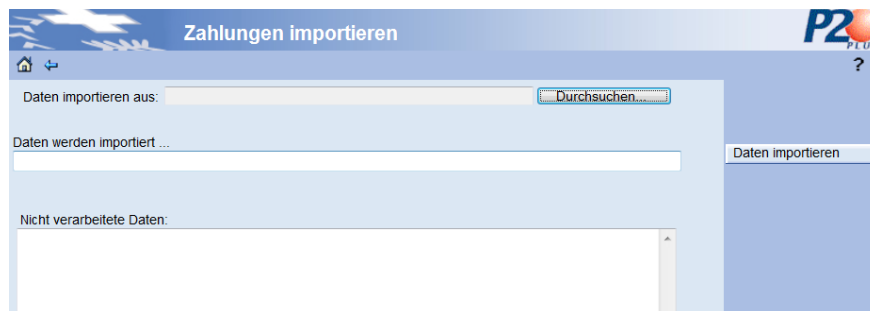 Zahlungen importieren
P2
PLUS
?
Daten importieren aus:
Durchsuchen...
Daten werden importiert ...
Daten importieren
Nicht verarbeitete Daten: